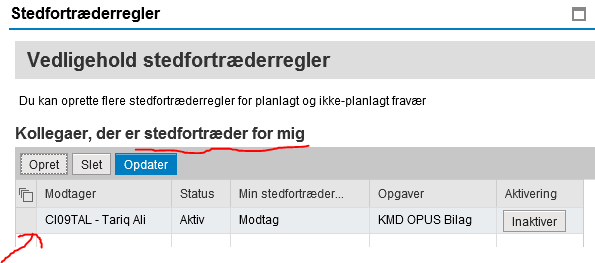 Stedfortræderregler
Vedligehold stedfortræderregler
Du kan oprette flere stedfortræderregler for planlagt og ikke-planlagt fravær
Kollegaer, der er stedfortræder for mig
Opret Slet Opdater
Modtager Status Min stedfortræder... Opgaver Aktivering
CI09TAL - Tariq Ali Aktiv Modtag KMD OPUS Bilag Inaktiver